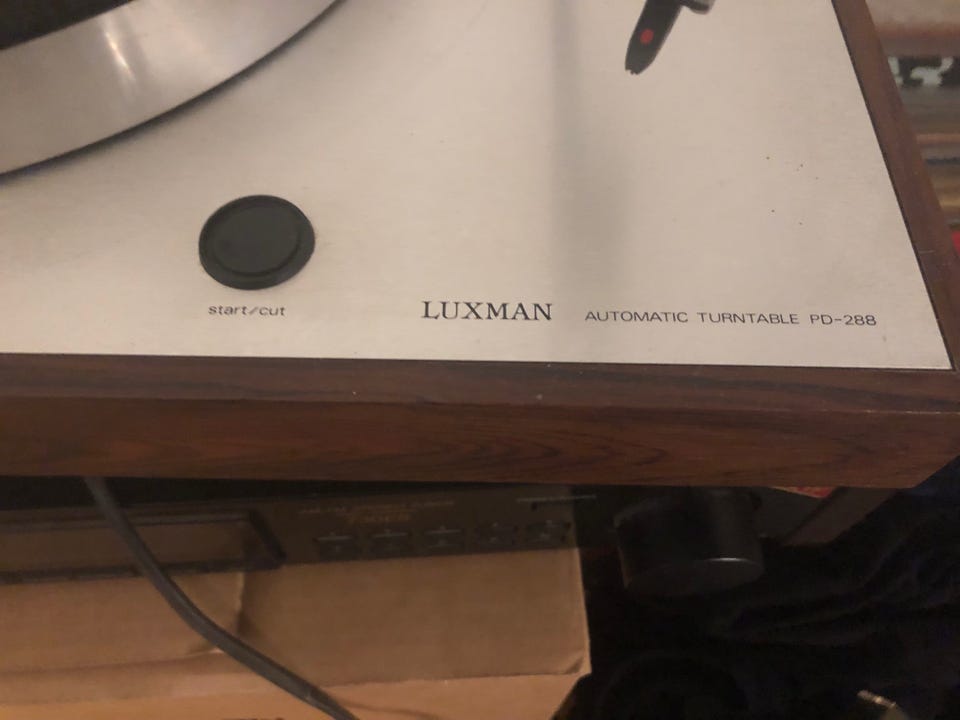 start/cut
LUXMAN AUTOMATIC TURNTABLE PD-288